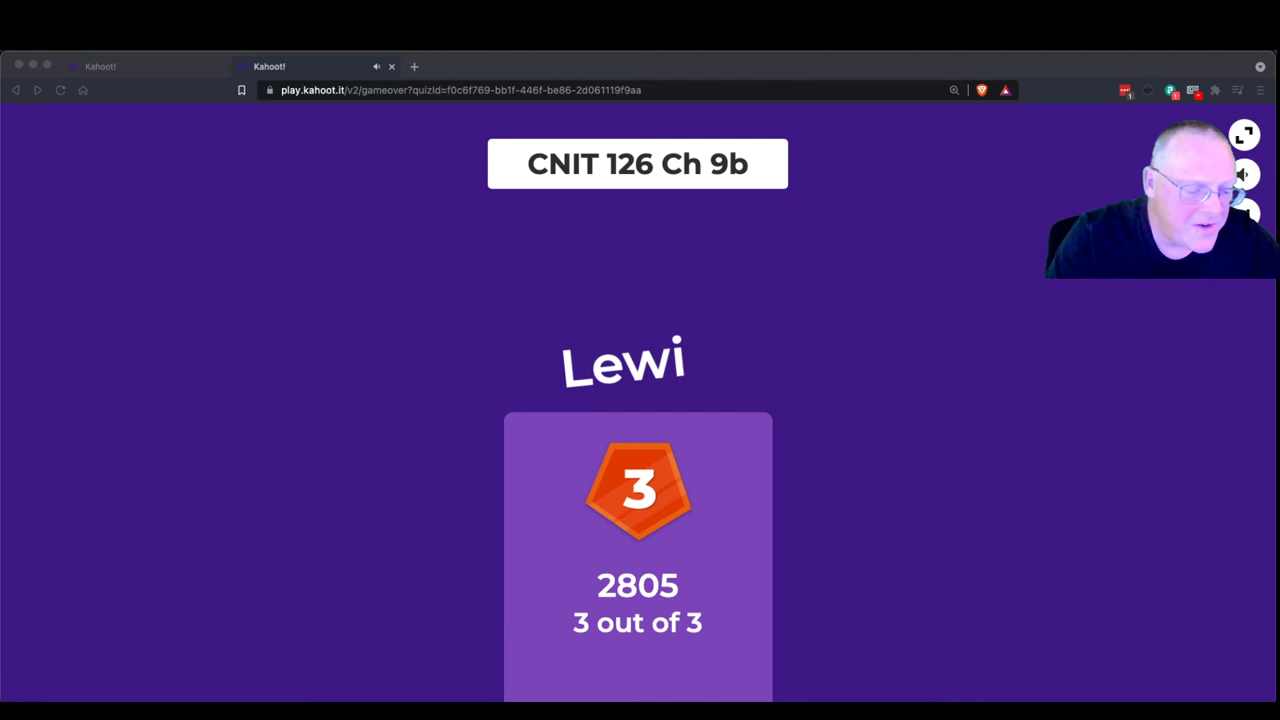 Kahoot!
Kahoot!
play.kahoot.it/v2/gameover?quizId=f0c6f769-bb1f-446f-be86-2d061119f9aa
CNIT 126 Ch 9b
Lewi
3
2805
3 out of 3